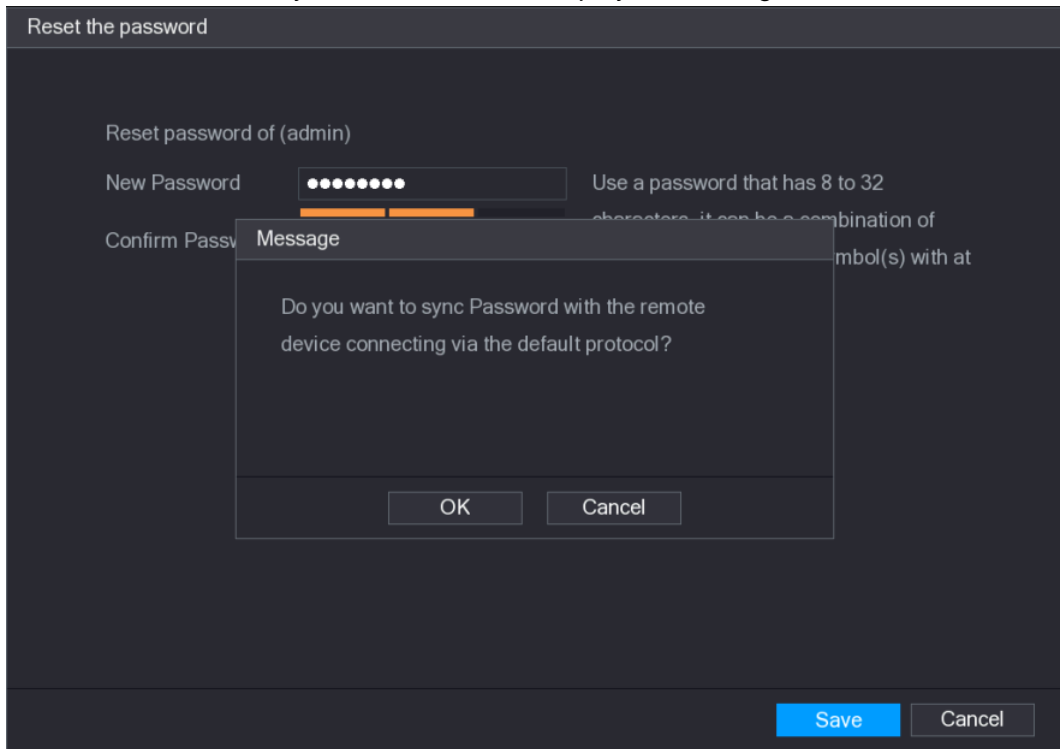 Reset the password
Reset password of (admin)
New Password
Use a password that has 8 to 32
bination of
Confirm Passw
mbol(s) with at
Message
Do you want to sync Password with the remote
device connecting via the default protocol?
OK
Cancel
Save
Cancel